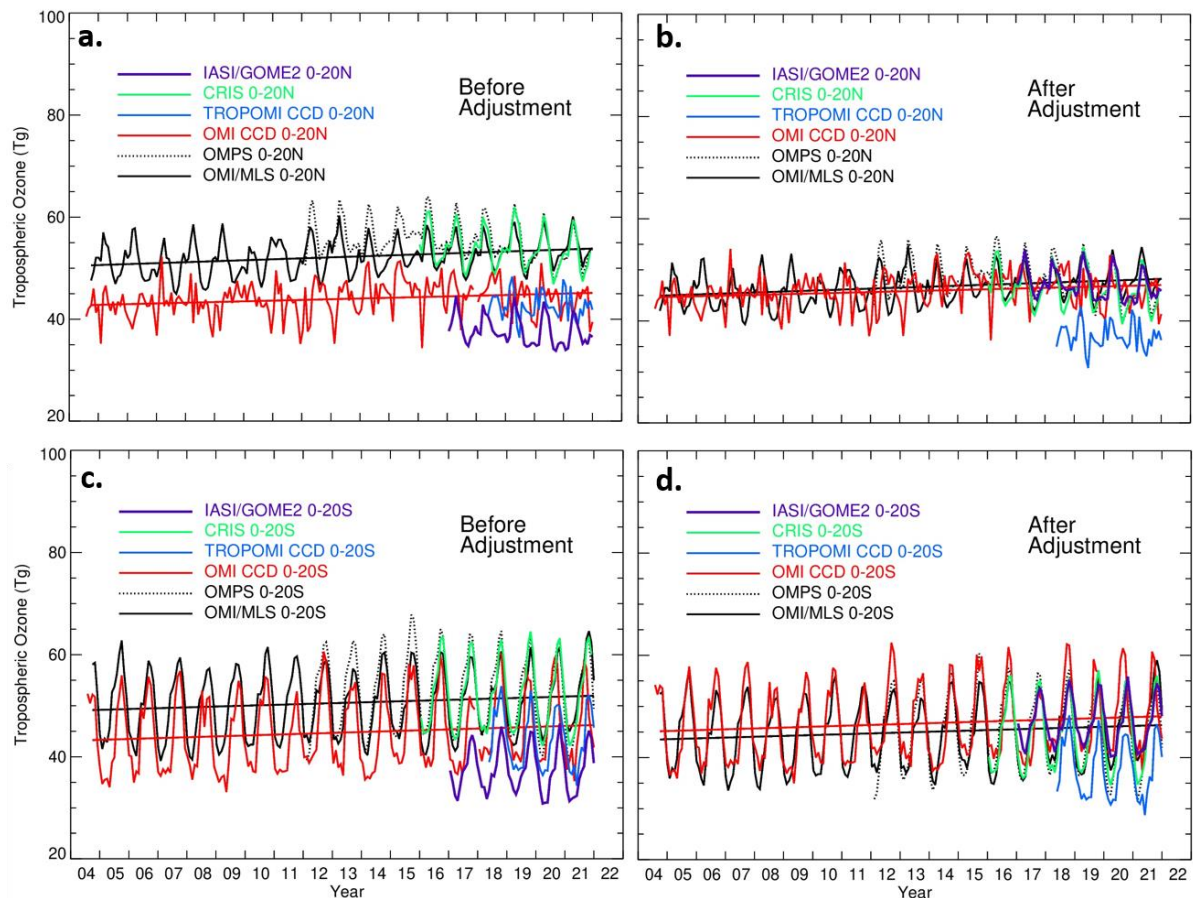 a.
IASI/GOME2 0-20N
CRIS 0-20N
TROPOMI CCD 0-20N
OMI CCD 0-20N
OMPS 0-20N
OMI/MLS 0-20N
Before
Adjustment
100
80
60
40
20
Tropospheric Ozone (Tg)
b.
IASI/GOME2 0-20N
CRIS 0-20N
TROPOMI CCD 0-20N
OMI CCD 0-20N
OMPS 0-20N
OMI/MLS 0-20N
After
Adjustment
c.
IASI/GOME2 0-20S
CRIS 0-20S
TROPOMI CCD 0-20S
OMI CCD 0-20S
OMPS 0-20S
OMI/MLS 0-20S
Before
Adjustment
100
80
60
40
20
Tropospheric Ozone (Tg)
04 05 06 07 08 09 10 11 12 13 14 15 16 17 18 19 20 21 22
Year
d.
IASI/GOME2 0-20S
CRIS 0-20S
TROPOMI CCD 0-20S
OMI CCD 0-20S
OMPS 0-20S
OMI/MLS 0-20S
After
Adjustment
04 05 06 07 08 09 10 11 12 13 14 15 16 17 18 19 20 21 22
Year